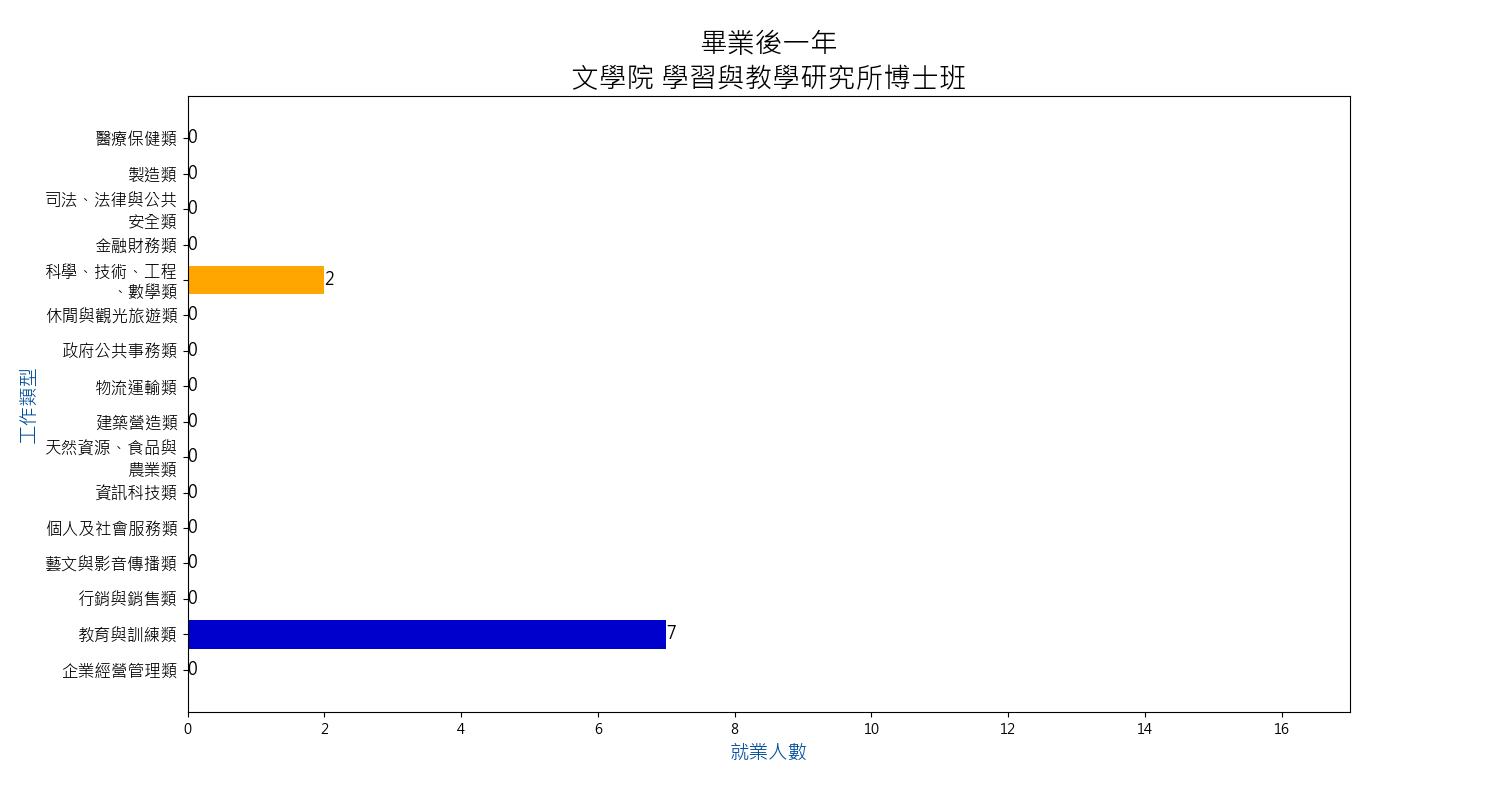 畢業後一年
文學院 學習與教學研究所博士班
醫療保健類
0
製造類
0
司法、法律與公共
安全類
0
金融財務類
0
科學、技術、工程
、數學類
2
休閒與觀光旅遊類
0
政府公共事務類
0
物流運輸類
0
建築營造類
0
天然資源、食品與
農業類
0
資訊科技類
0
個人及社會服務類
0
藝文與影音傳播類
0
行銷與銷售類
0
教育與訓練類
7
企業經營管理類
0
工作類型
0 2 4 6 8 10 12 14 16
就業人數